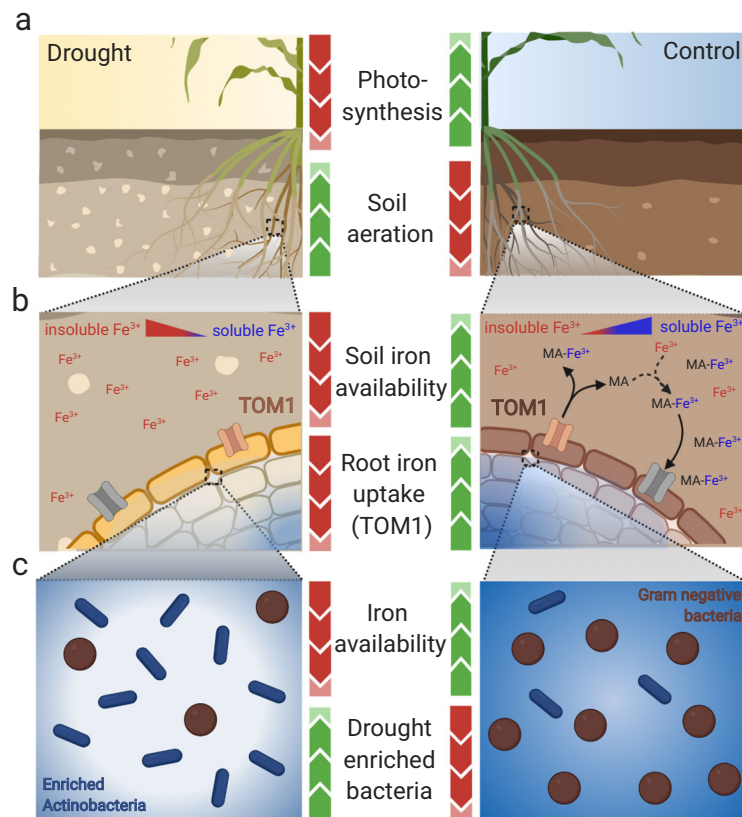 a
Drought
Control
Photo-
synthesis
Soil
aeration
b
insoluble Fe³⁺
soluble Fe³⁺
Fe³⁺
Fe³⁺
Fe³⁺
Fe³⁺
Fe³⁺
Fe³⁺
Fe³⁺
TOM1
Soil iron
availability
Root iron
uptake
(TOM1)
insoluble Fe³⁺
soluble Fe³⁺
Fe³⁺
MA-Fe³⁺
MA-Fe³⁺
Fe³⁺
MA
Fe³⁺
MA-Fe³⁺
TOM1
MA-Fe³⁺
MA-Fe³⁺
Fe³⁺
c
Iron
availability
Drought
enriched
bacteria
Enriched
Actinobacteria
Gram negative
bacteria